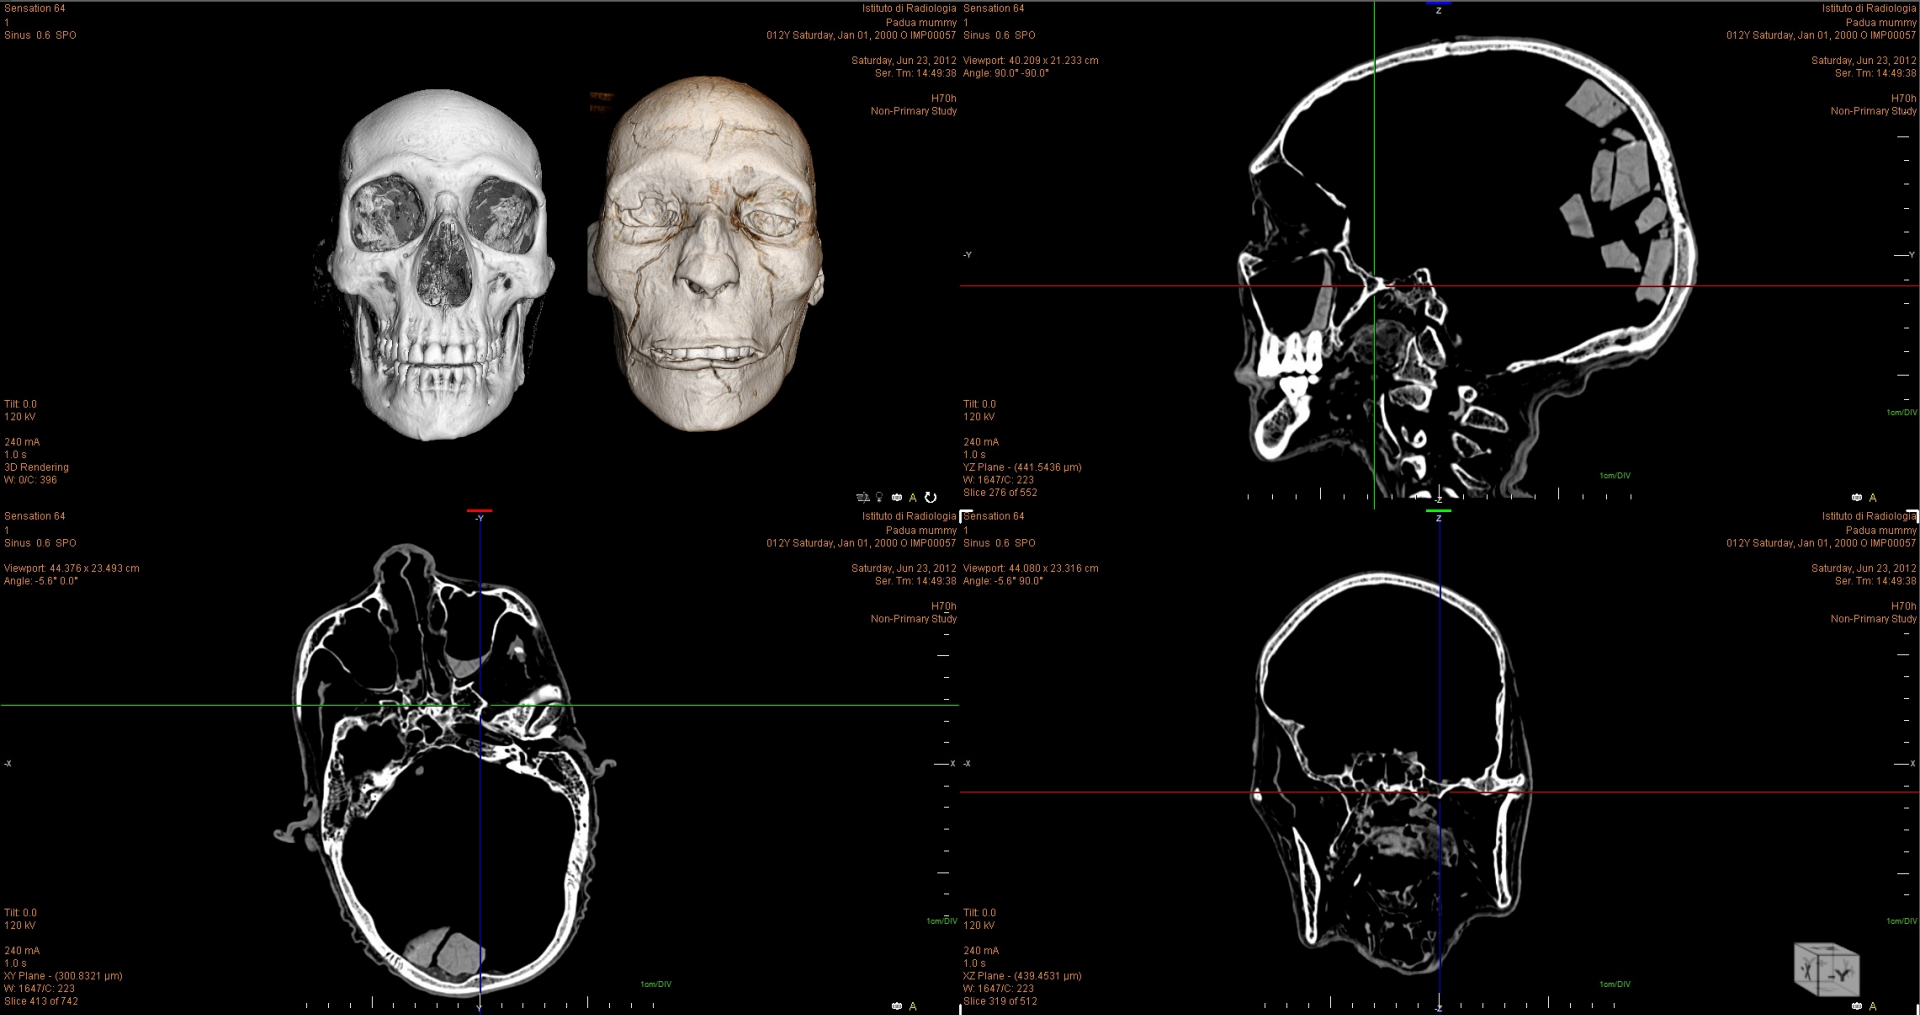 Sensation 64
1
Sinus 0.6 SPO
Istituto di Radiologia
Padua mummy
012Y Saturday, Jan 01, 2000 O IMP00057
Saturday, Jun 23, 2012
Ser. Tm: 14:49:38
H70h
Non-Primary Study
Tilt: 0.0
120 kV
240 mA
1.0 s
3D Rendering
W: 0/C: 396
A
Sensation 64
1
Sinus 0.6 SPO
Viewport: 40.209 x 21.233 cm
Angle: 90.0° -90.0°
Z
Istituto di Radiologia
Padua mummy
012Y Saturday, Jan 01, 2000 O IMP00057
Saturday, Jun 23, 2012
Ser. Tm: 14:49:38
H70h
Non-Primary Study
-Y
Y
1cm/DIV
Tilt: 0.0
120 kV
240 mA
1.0 s
YZ Plane - (441.5436 µm)
W: 1647/C: 223
Slice 276 of 552
1cm/DIV
-Z
A
Sensation 64
1
Sinus 0.6 SPO
Viewport: 44.376 x 23.493 cm
Angle: -5.6° 0.0°
-Y
Istituto di Radiologia
Padua mummy
012Y Saturday, Jan 01, 2000 O IMP00057
Saturday, Jun 23, 2012
Ser. Tm: 14:49:38
H70h
Non-Primary Study
-X
X
1cm/DIV
Tilt: 0.0
120 kV
240 mA
1.0 s
XY Plane - (300.8321 µm)
W: 1647/C: 223
Slice 413 of 742
1cm/DIV
Y
A
Sensation 64
1
Sinus 0.6 SPO
Viewport: 44.080 x 23.316 cm
Angle: -5.6° 90.0°
Z
Istituto di Radiologia
Padua mummy
012Y Saturday, Jan 01, 2000 O IMP00057
Saturday, Jun 23, 2012
Ser. Tm: 14:49:38
H70h
Non-Primary Study
-X
X
1cm/DIV
Tilt: 0.0
120 kV
240 mA
1.0 s
XZ Plane - (439.4531 µm)
W: 1647/C: 223
Slice 319 of 512
1cm/DIV
-Z
-Y
A